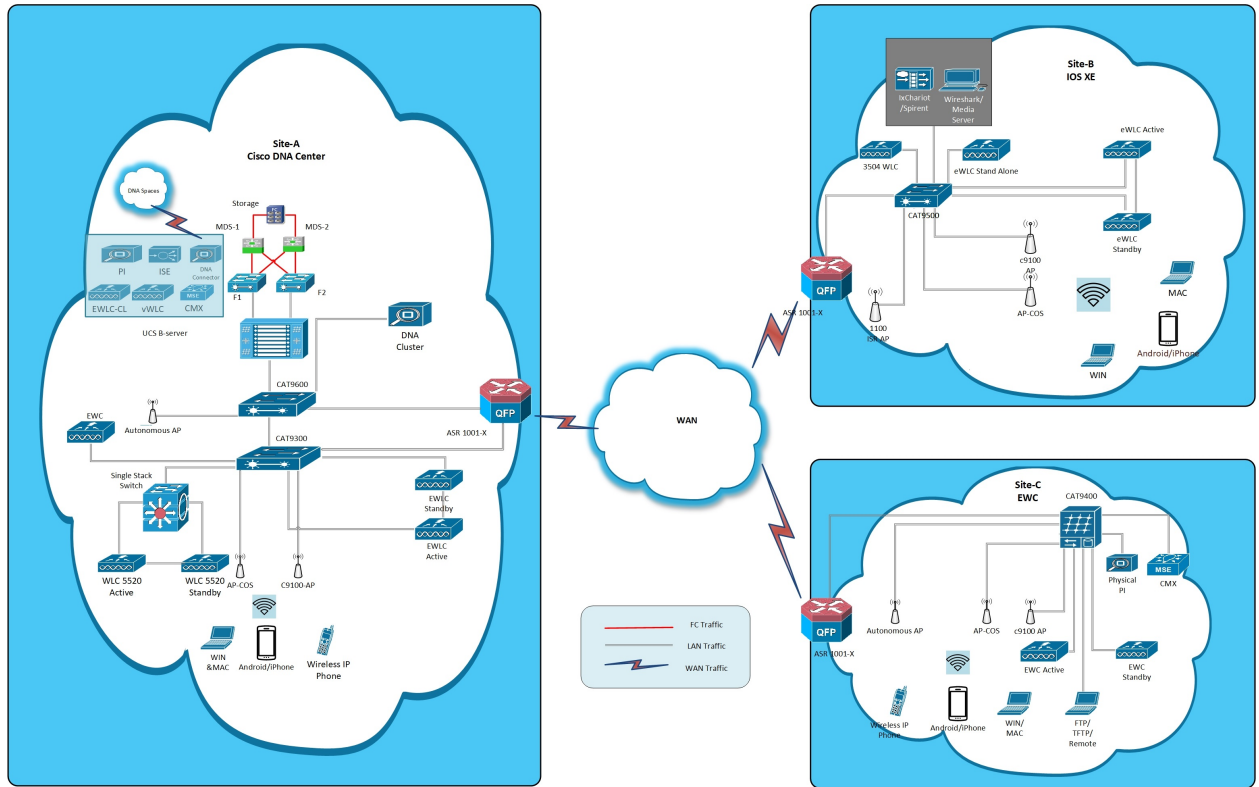 Site-A
Cisco DNA Center
DNA Spaces
Storage
FC
MDS-1
MDS-2
PI
ISE
DNA
Connector
EWLC-CL
vWLC
MSE
CMX
UCS B-server
F1
F2
DNA
Cluster
CAT9600
EWC
Autonomous AP
QFP
ASR 1001-X
CAT9300
Single Stack
Switch
EWLC
Standby
EWLC
Active
WLC 5520
Active
WLC 5520
Standby
AP-COS
C9100-AP
WIN
&MAC
Android/iPhone
Wireless IP
Phone
WAN
FC Traffic
LAN Traffic
WAN Traffic
Site-B
IOS XE
IxChariot
/Spirent
Wireshark/
Media
Server
3504 WLC
eWLC Stand Alone
eWLC Active
CAT9500
eWLC
Standby
c9100
AP
QFP
ASR 1001-X
1100
ISR AP
AP-COS
MAC
Android/iPhone
WIN
Site-C
EWC
CAT9400
Physical
PI
MSE
CMX
QFP
ASR 1001-X
Autonomous AP
AP-COS
c9100 AP
EWC Active
EWC
Standby
Wireless IP
Phone
Android/iPhone
WIN/
MAC
FTP/
TFTP/
Remote